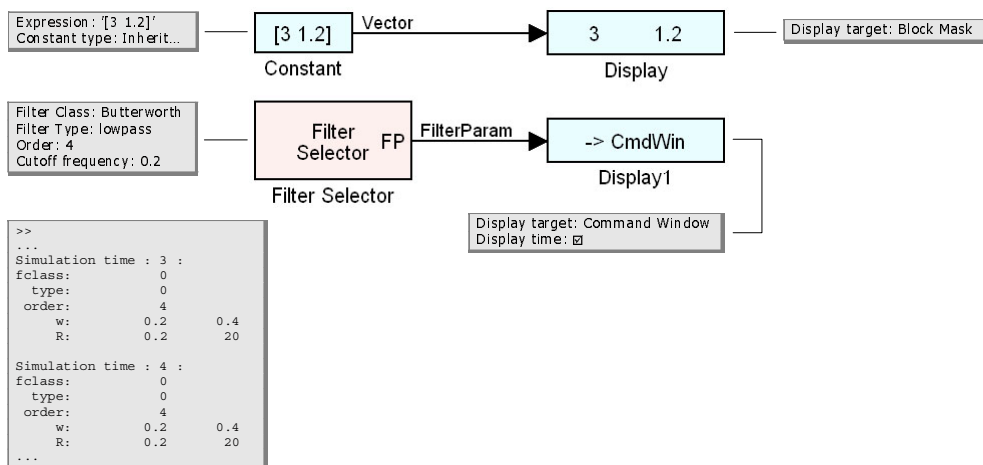 Expression : '[3 1.2]'
Constant type: Inherit...
[3 1.2]
Constant
Vector
3 1.2
Display
Display target: Block Mask
Filter Class: Butterworth
Filter Type: lowpass
Order: 4
Cutoff frequency: 0.2
Filter
Selector
FP
Filter Selector
FilterParam
-> CmdWin
Display1
Display target: Command Window
Display time: ☑
>>
...
Simulation time : 3 :
fclass: 0
type: 0
order: 4
w: 0.2 0.4
R: 0.2 20
Simulation time : 4 :
fclass: 0
type: 0
order: 4
w: 0.2 0.4
R: 0.2 20
...